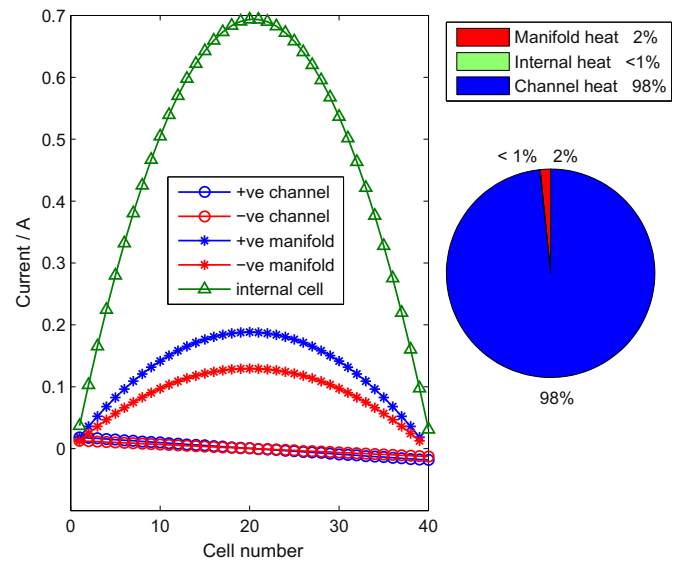 0.7
0.6
0.5
0.4
0.3
0.2
0.1
0
Current / A
0
10
20
30
40
Cell number
+ve channel
−ve channel
+ve manifold
−ve manifold
internal cell
Manifold heat 2%
Internal heat <1%
Channel heat 98%
< 1% 2%
98%